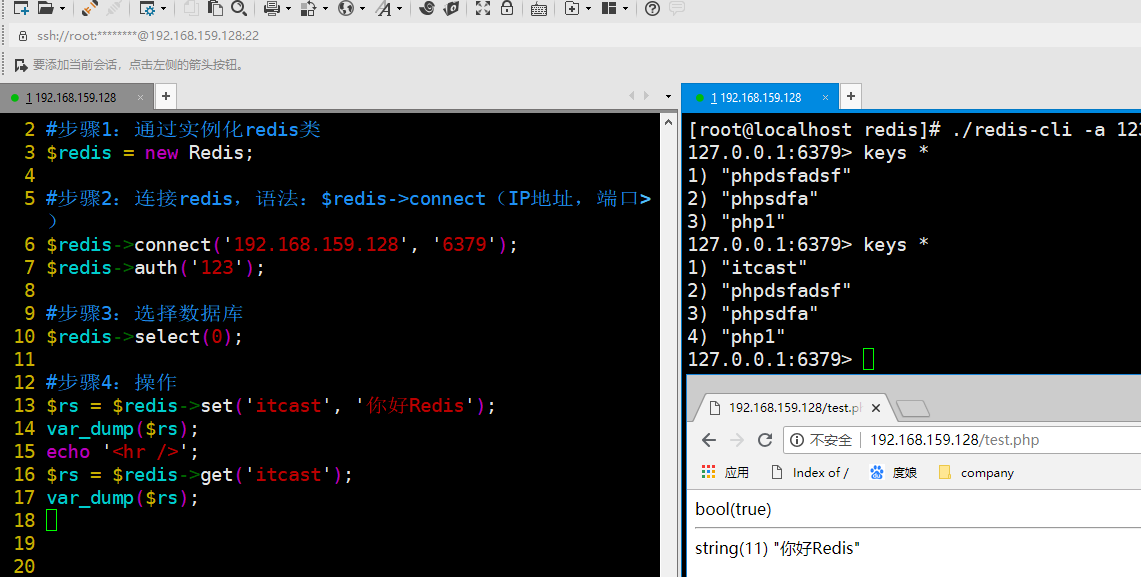 ssh://root:********@192.168.159.128:22
要添加当前会话，点击左侧的箭头按钮。
1 192.168.159.128
2 #步骤1：通过实例化redis类
3 $redis = new Redis;
4
5 #步骤2：连接redis，语法：$redis->connect（IP地址，端口>
）
6 $redis->connect('192.168.159.128', '6379');
7 $redis->auth('123');
8
9 #步骤3：选择数据库
10 $redis->select(0);
11
12 #步骤4：操作
13 $rs = $redis->set('itcast', '你好Redis');
14 var_dump($rs);
15 echo '<hr />';
16 $rs = $redis->get('itcast');
17 var_dump($rs);
18
19
20
1 192.168.159.128
[root@localhost redis]# ./redis-cli -a 123
127.0.0.1:6379> keys *
1) "phpdsfadsf"
2) "phpsdfa"
3) "php1"
127.0.0.1:6379> keys *
1) "itcast"
2) "phpdsfadsf"
3) "phpsdfa"
4) "php1"
127.0.0.1:6379>
192.168.159.128/test.ph
不安全 192.168.159.128/test.php
应用 Index of / 度娘 company
bool(true)
string(11) "你好Redis"